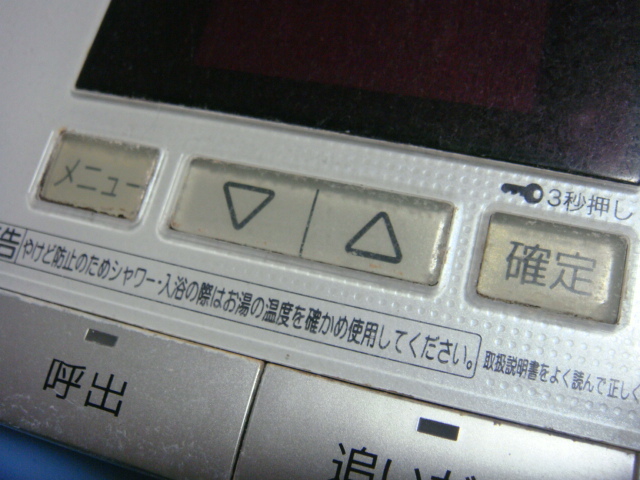 メニュー
3秒押し
確定
告 やけど防止のためシャワー・入浴の際はお湯の温度を確かめ使用してください。
取扱説明書をよく読んで正しく
呼出
追い